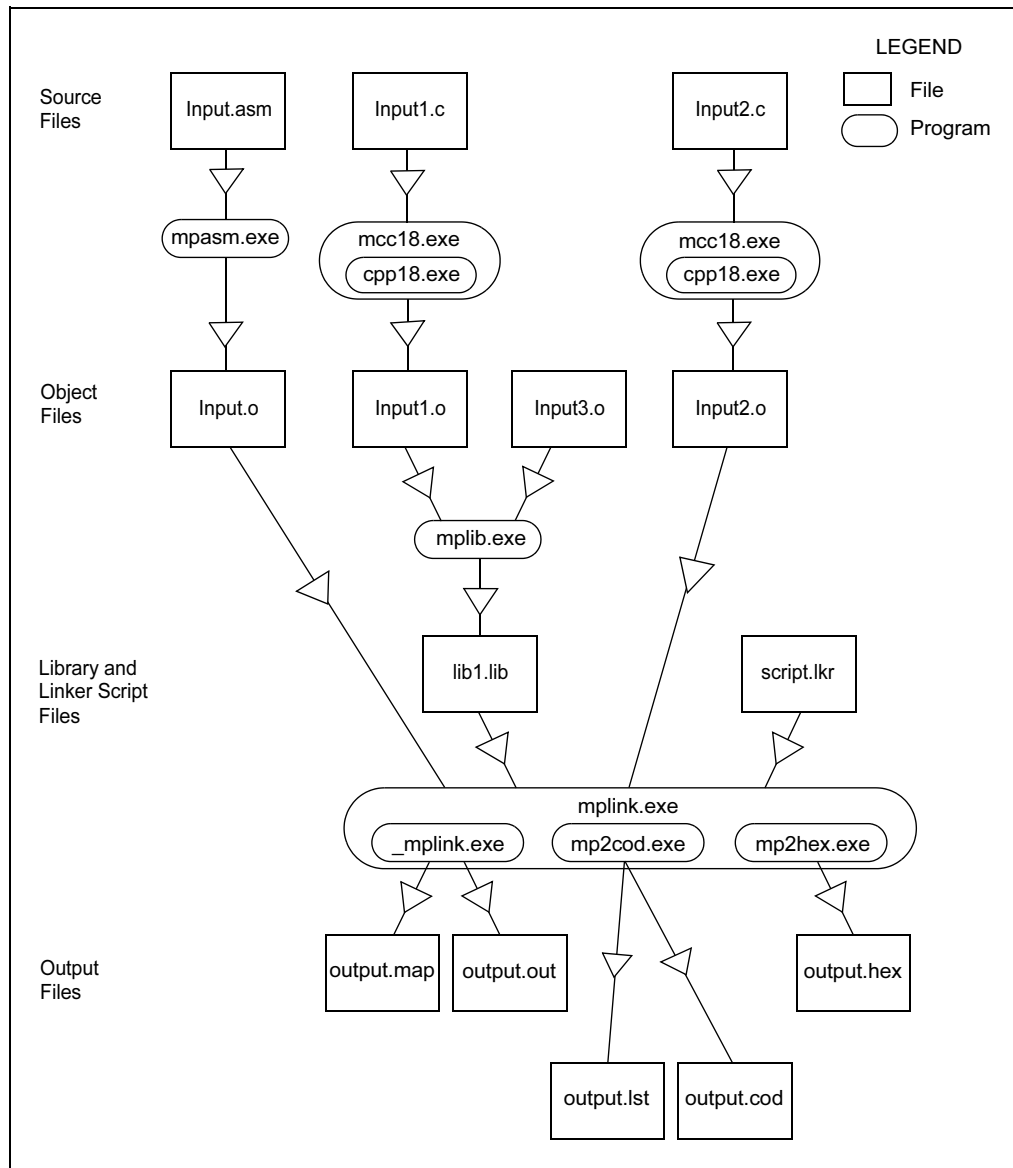 LEGEND
File
Program
Source
Files
Input.asm
Input1.c
Input2.c
mpasm.exe
mcc18.exe
cpp18.exe
mcc18.exe
cpp18.exe
Object
Files
Input.o
Input1.o
Input3.o
Input2.o
mplib.exe
Library and
Linker Script
Files
lib1.lib
script.lkr
mplink.exe
_mplink.exe
mp2cod.exe
mp2hex.exe
Output
Files
output.map
output.out
output.hex
output.lst
output.cod